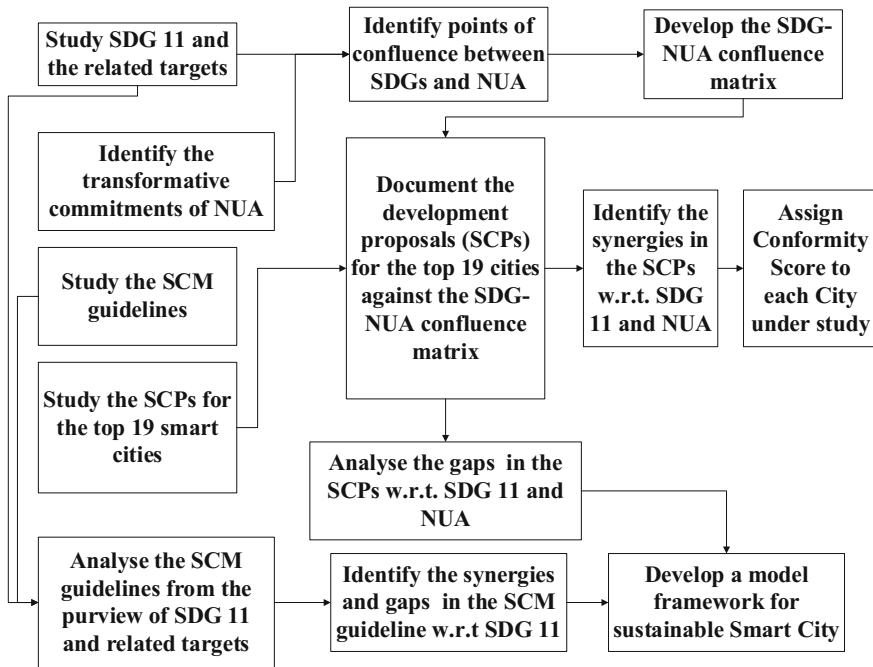 Study SDG 11 and
the related targets
Identify points of
confluence between
SDGs and NUA
Develop the SDG-
NUA confluence
matrix
Identify the
transformative
commitments of NUA
Document the
development
proposals (SCPs)
for the top 19 cities
against the SDG-
NUA confluence
matrix
Identify the
synergies in
the SCPs
w.r.t. SDG
11 and NUA
Assign
Conformity
Score to
each City
under study
Study the SCM
guidelines
Study the SCPs for
the top 19 smart
cities
Analyse the gaps in the
SCPs w.r.t. SDG 11 and
NUA
Analyse the SCM
guidelines from the
purview of SDG 11
and related targets
Identify the synergies
and gaps in the SCM
guideline w.r.t SDG 11
Develop a model
framework for
sustainable Smart City